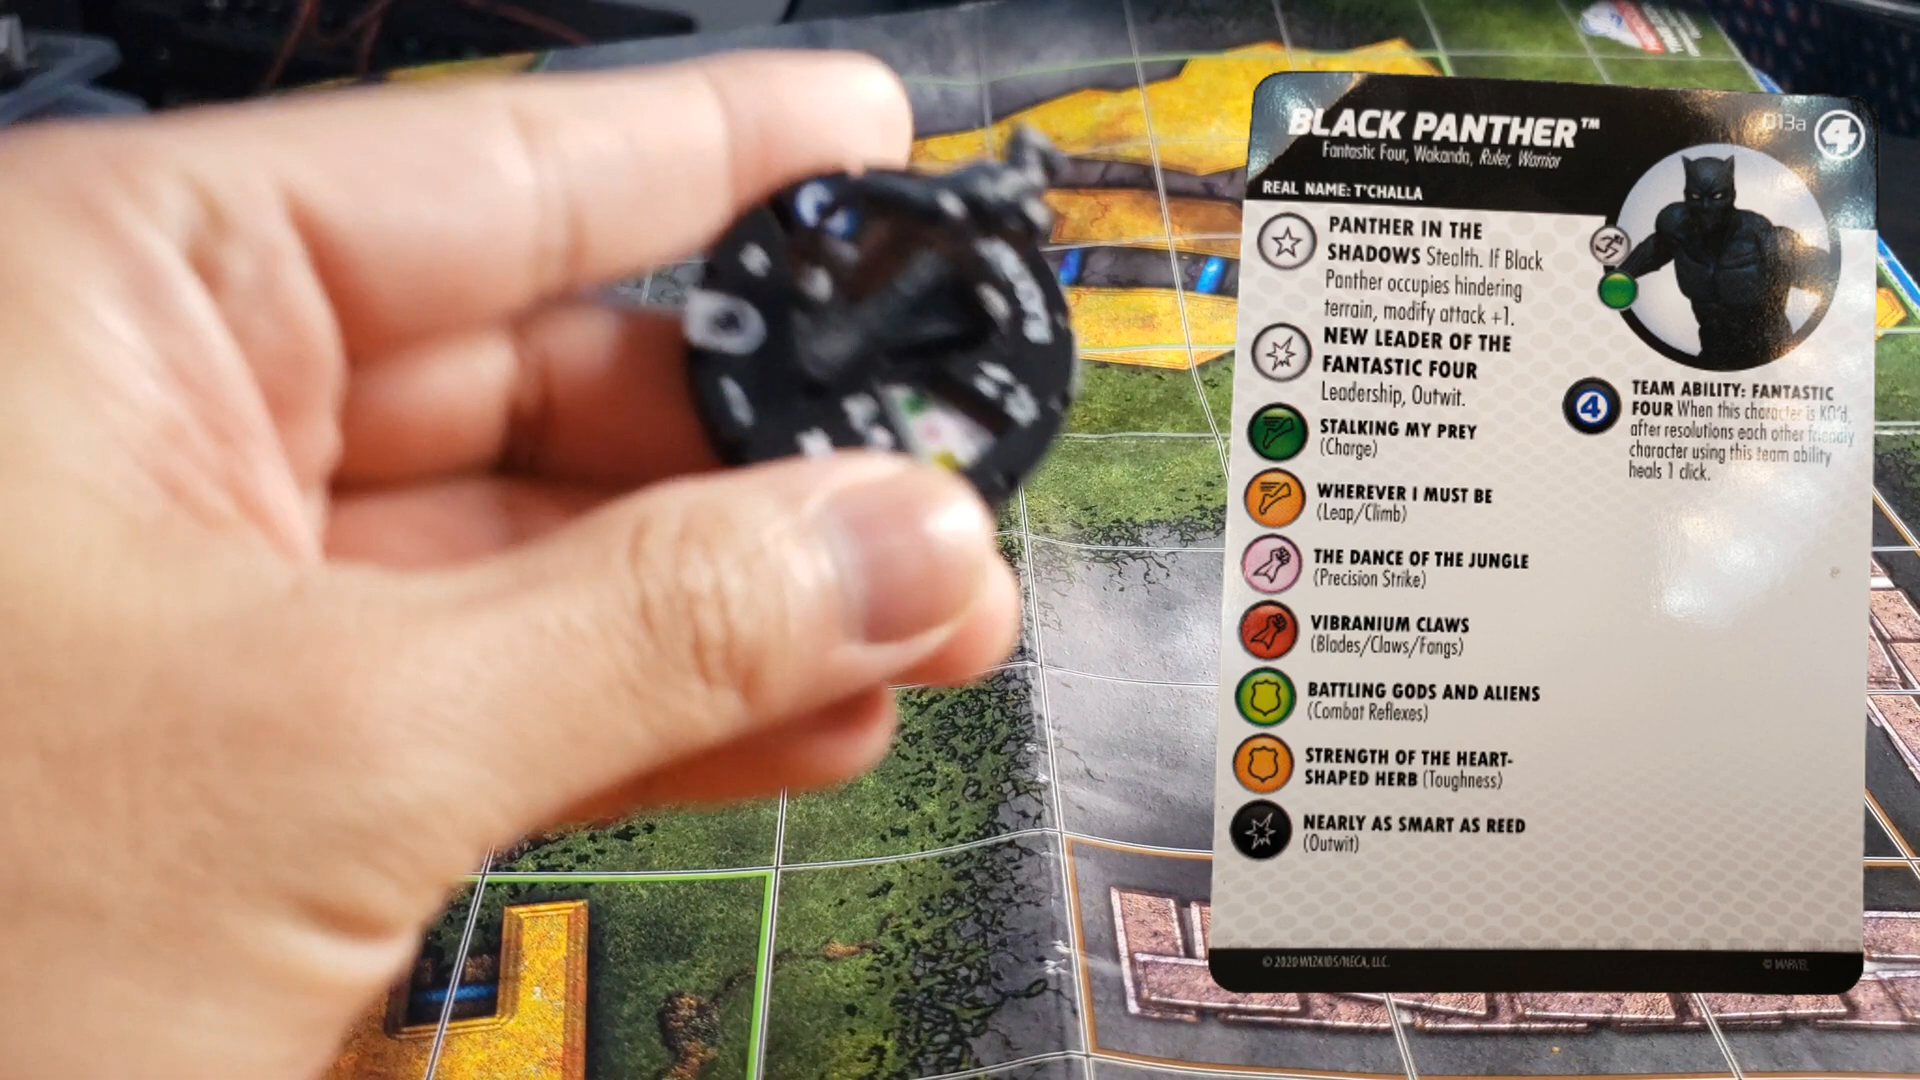 BLACK PANTHER™
013a
4
Fantastic Four, Wakanda, Ruler, Warrior
REAL NAME: T'CHALLA
PANTHER IN THE
SHADOWS Stealth. If Black
Panther occupies hindering
terrain, modify attack +1.
NEW LEADER OF THE
FANTASTIC FOUR
Leadership, Outwit.
STALKING MY PREY
(Charge)
WHEREVER I MUST BE
(Leap/Climb)
THE DANCE OF THE JUNGLE
(Precision Strike)
VIBRANIUM CLAWS
(Blades/Claws/Fangs)
BATTLING GODS AND ALIENS
(Combat Reflexes)
STRENGTH OF THE HEART-
SHAPED HERB (Toughness)
NEARLY AS SMART AS REED
(Outwit)
4
TEAM ABILITY: FANTASTIC
FOUR When this character is KO'd,
after resolutions each other friendly
character using this team ability
heals 1 click.
© 2020 WIZKIDS/NECA, LLC.
© MARVEL